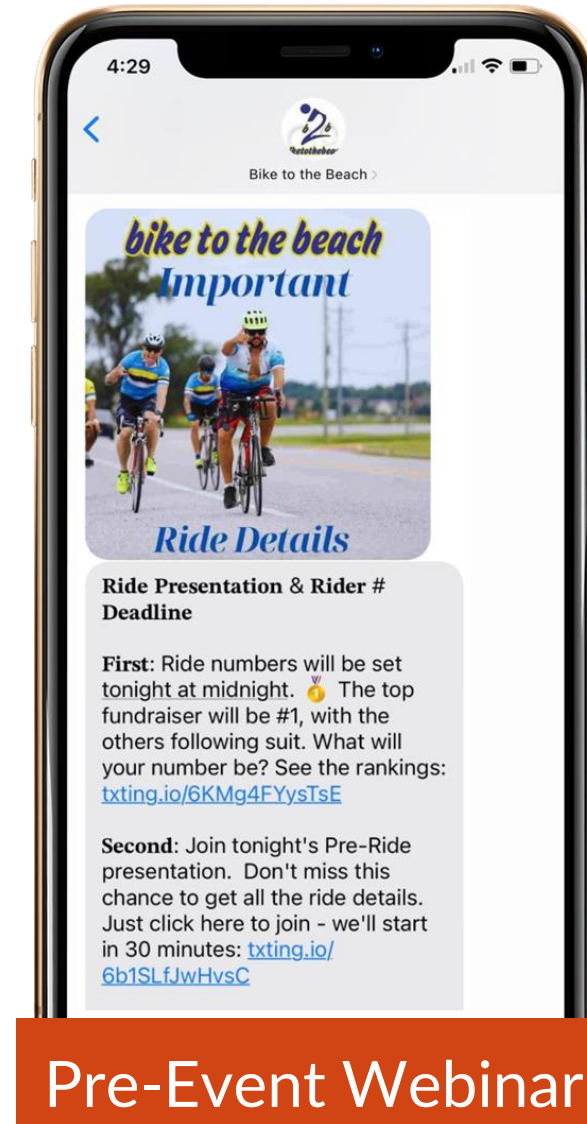 4:29
b2b
Bike to the Beach >
bike to the beach
Important
Ride Details
Ride Presentation & Rider #
Deadline
First: Ride numbers will be set
tonight at midnight. 🥇 The top
fundraiser will be #1, with the
others following suit. What will
your number be? See the rankings:
txting.io/6KMg4FYysTsE
Second: Join tonight's Pre-Ride
presentation.  Don't miss this
chance to get all the ride details.
Just click here to join - we'll start
in 30 minutes: txting.io/
6b1SLfJwHvsC
Pre-Event Webinar